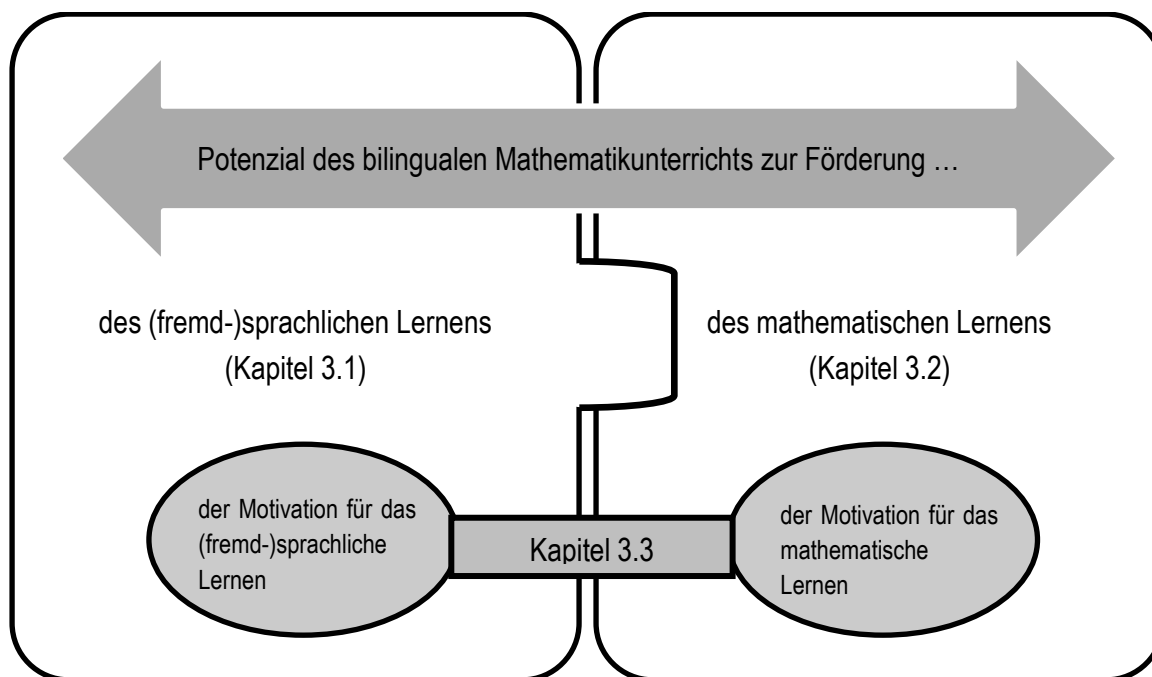 Potenzial des bilingualen Mathematikunterrichts zur Förderung …
des (fremd-)sprachlichen Lernens
(Kapitel 3.1)
des mathematischen Lernens
(Kapitel 3.2)
der Motivation für das
(fremd-)sprachliche
Lernen
Kapitel 3.3
der Motivation für das
mathematische
Lernen